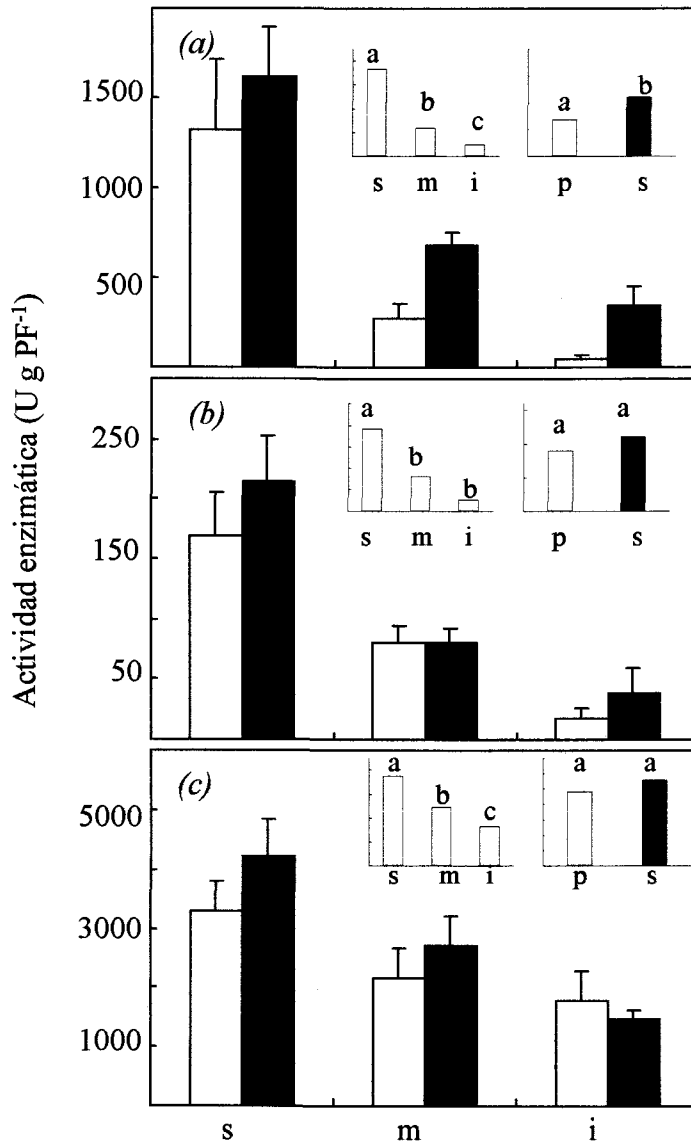 Actividad enzimática (U g PF⁻¹)
(a)
1500
1000
500
a
b
c
s m i
a
b
p s
(b)
250
150
50
a
b
b
s m i
a a
p s
(c)
5000
3000
1000
a
b
c
s m i
a a
p s
s m i